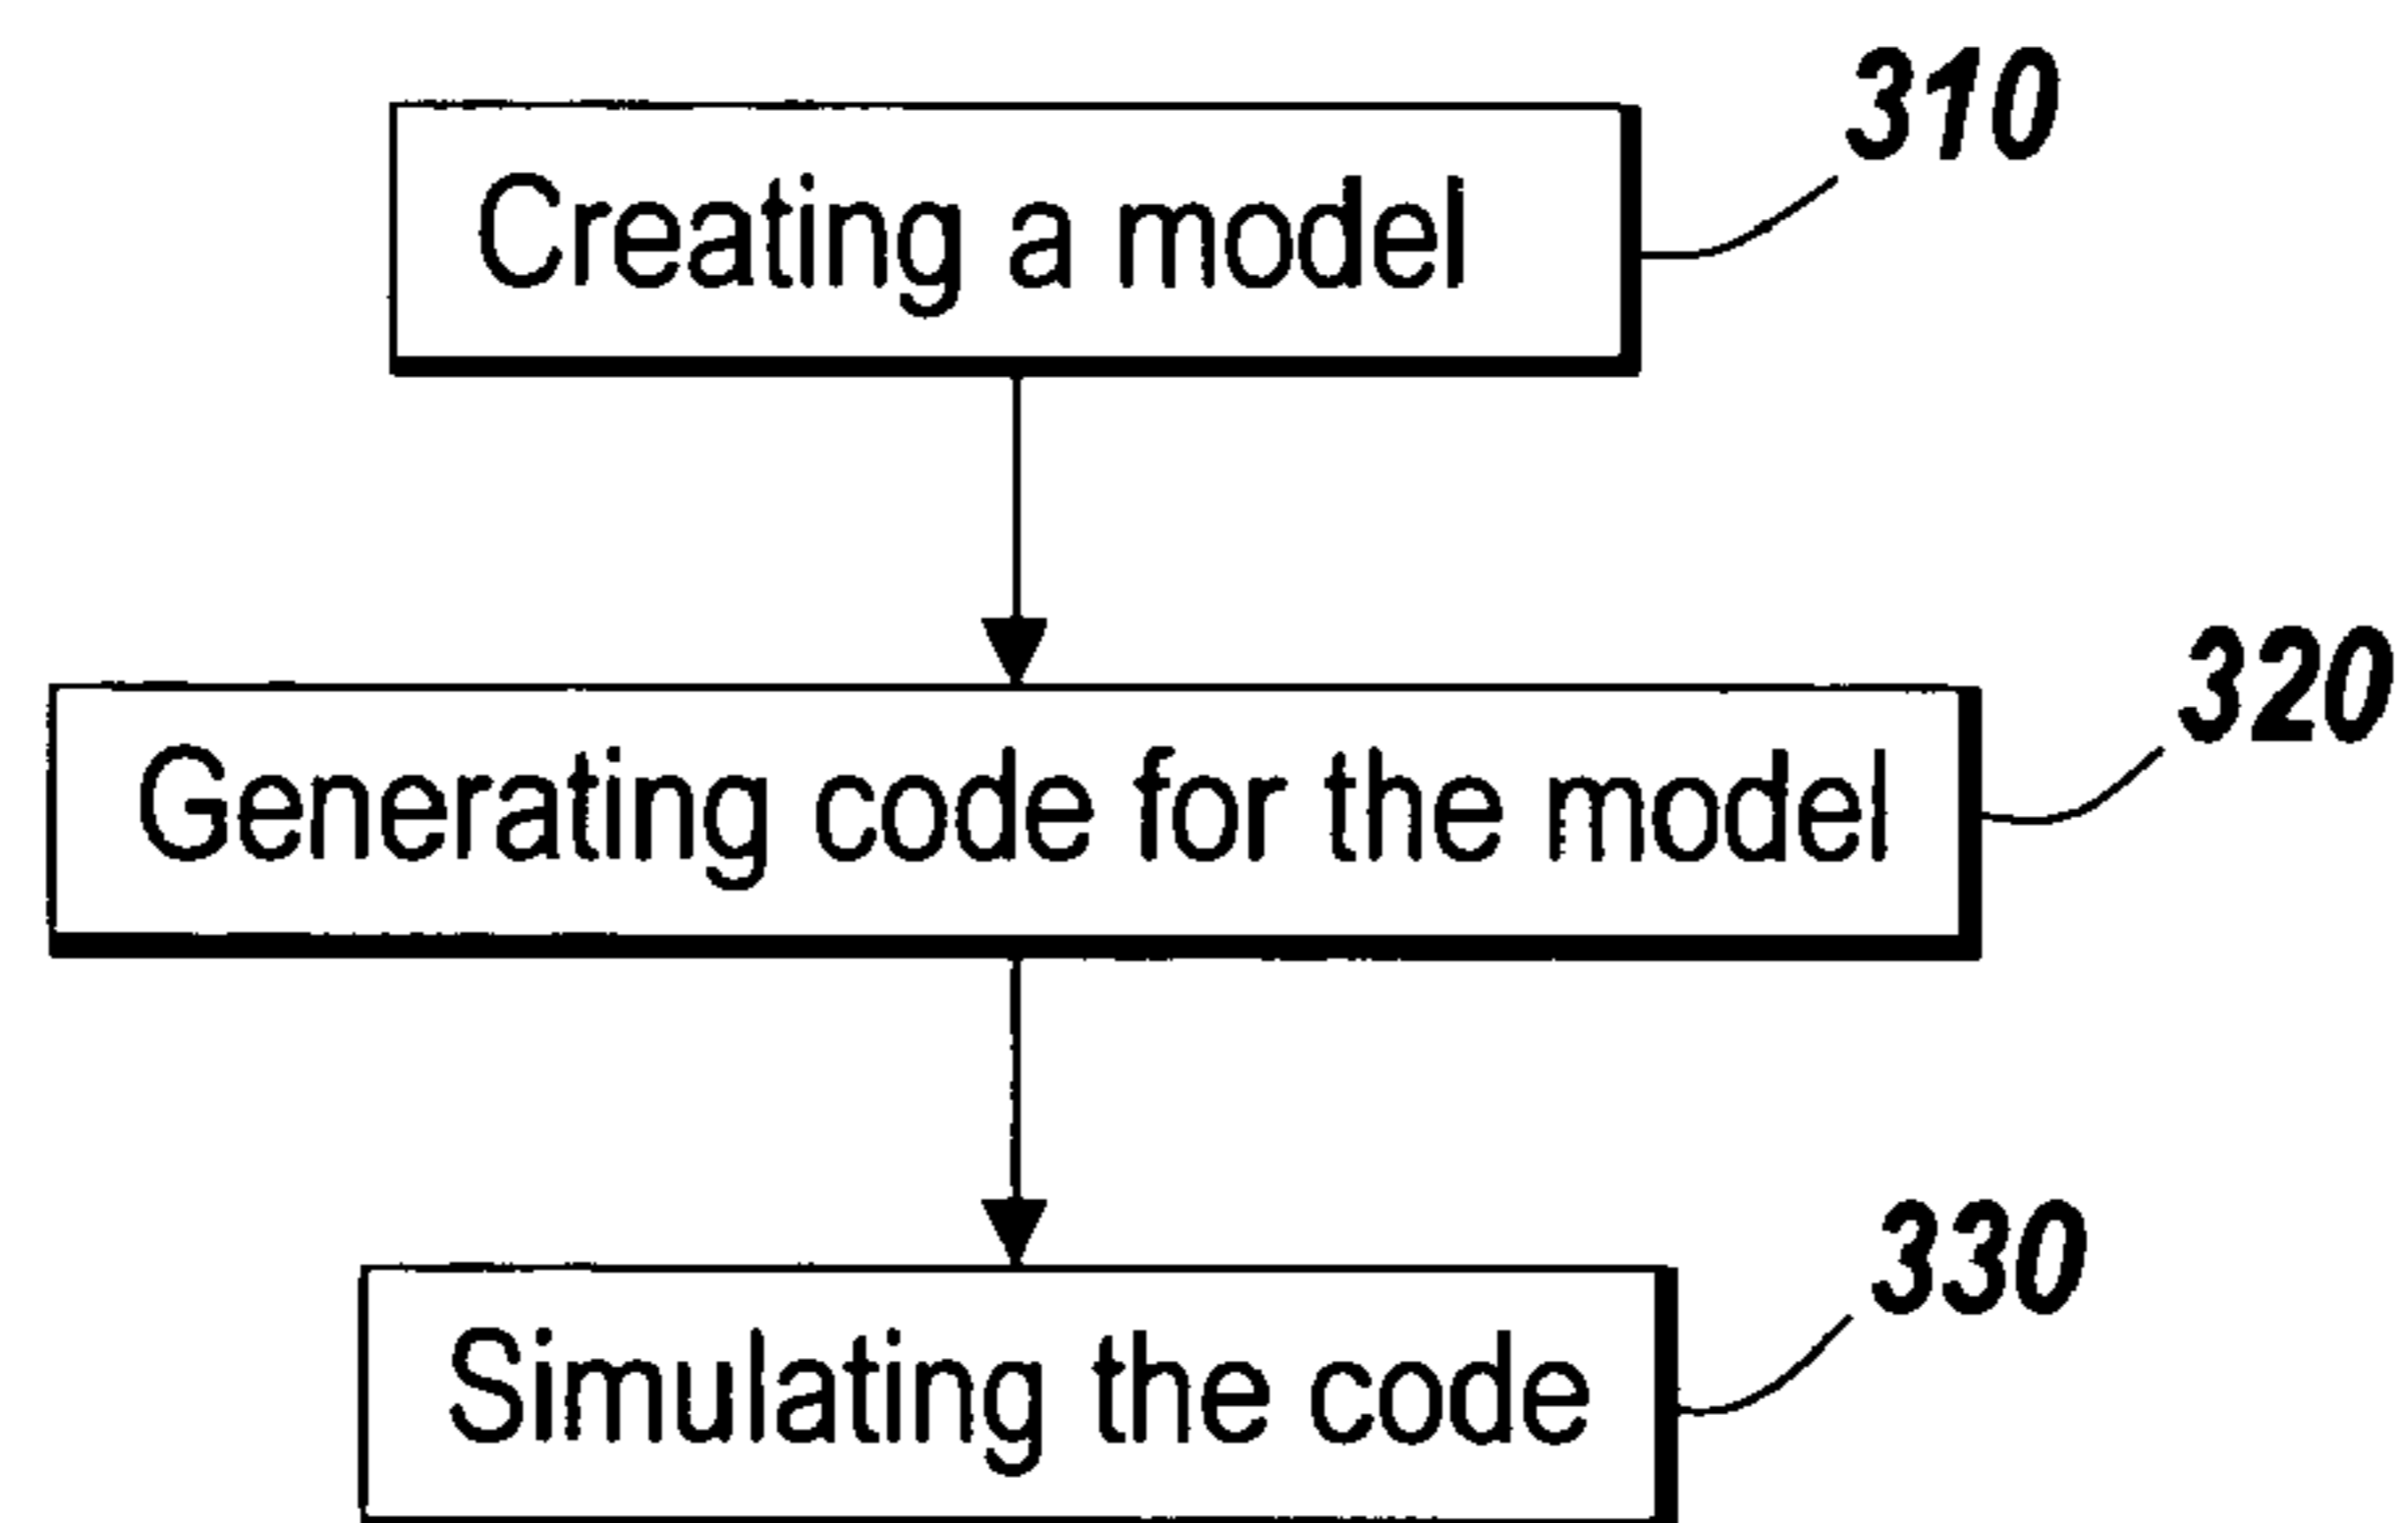 310
Creating a model
320
Generating code for the model
330
Simulating the code